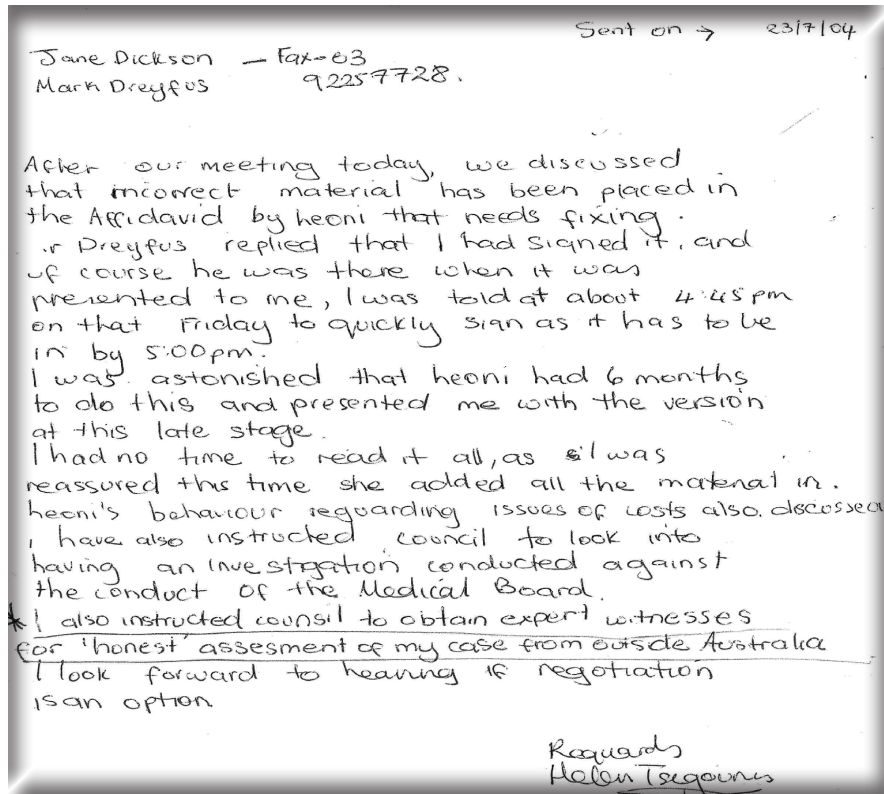 Sent on → 23/7/04
Jane Dickson — Fax-03
Mark Dreyfus 92257728.
After our meeting today, we discussed
that incorrect material has been placed in
the Affidavid by heoni that needs fixing.
r Dreyfus replied that I had signed it, and
of course he was there when it was
presented to me, I was told at about 4:45pm
on that Friday to quickly sign as it has to be
in by 5:00pm.
I was astonished that heoni had 6 months
to do this and presented me with the version
at this late stage.
I had no time to read it all, as I was
reassured this time she added all the material in.
heoni's behaviour reguarding issues of costs also discussed
I have also instructed council to look into
having an investigation conducted against
the conduct of the Medical Board.
* I also instructed counsil to obtain expert witnesses
for 'honest' assesment of my case from outside Australia
I look forward to hearing if negotiation
is an option
Reguards
Helen Tsegounis